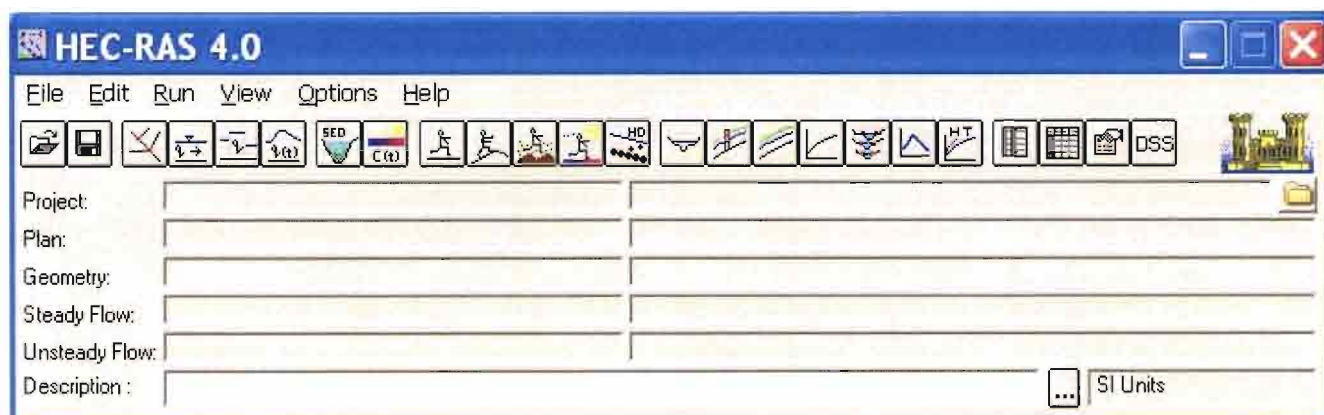 HEC-RAS 4.0
File Edit Run View Options Help
SED C(t) HD H T DSS
Project:
Plan:
Geometry:
Steady Flow:
Unsteady Flow:
Description : ... SI Units